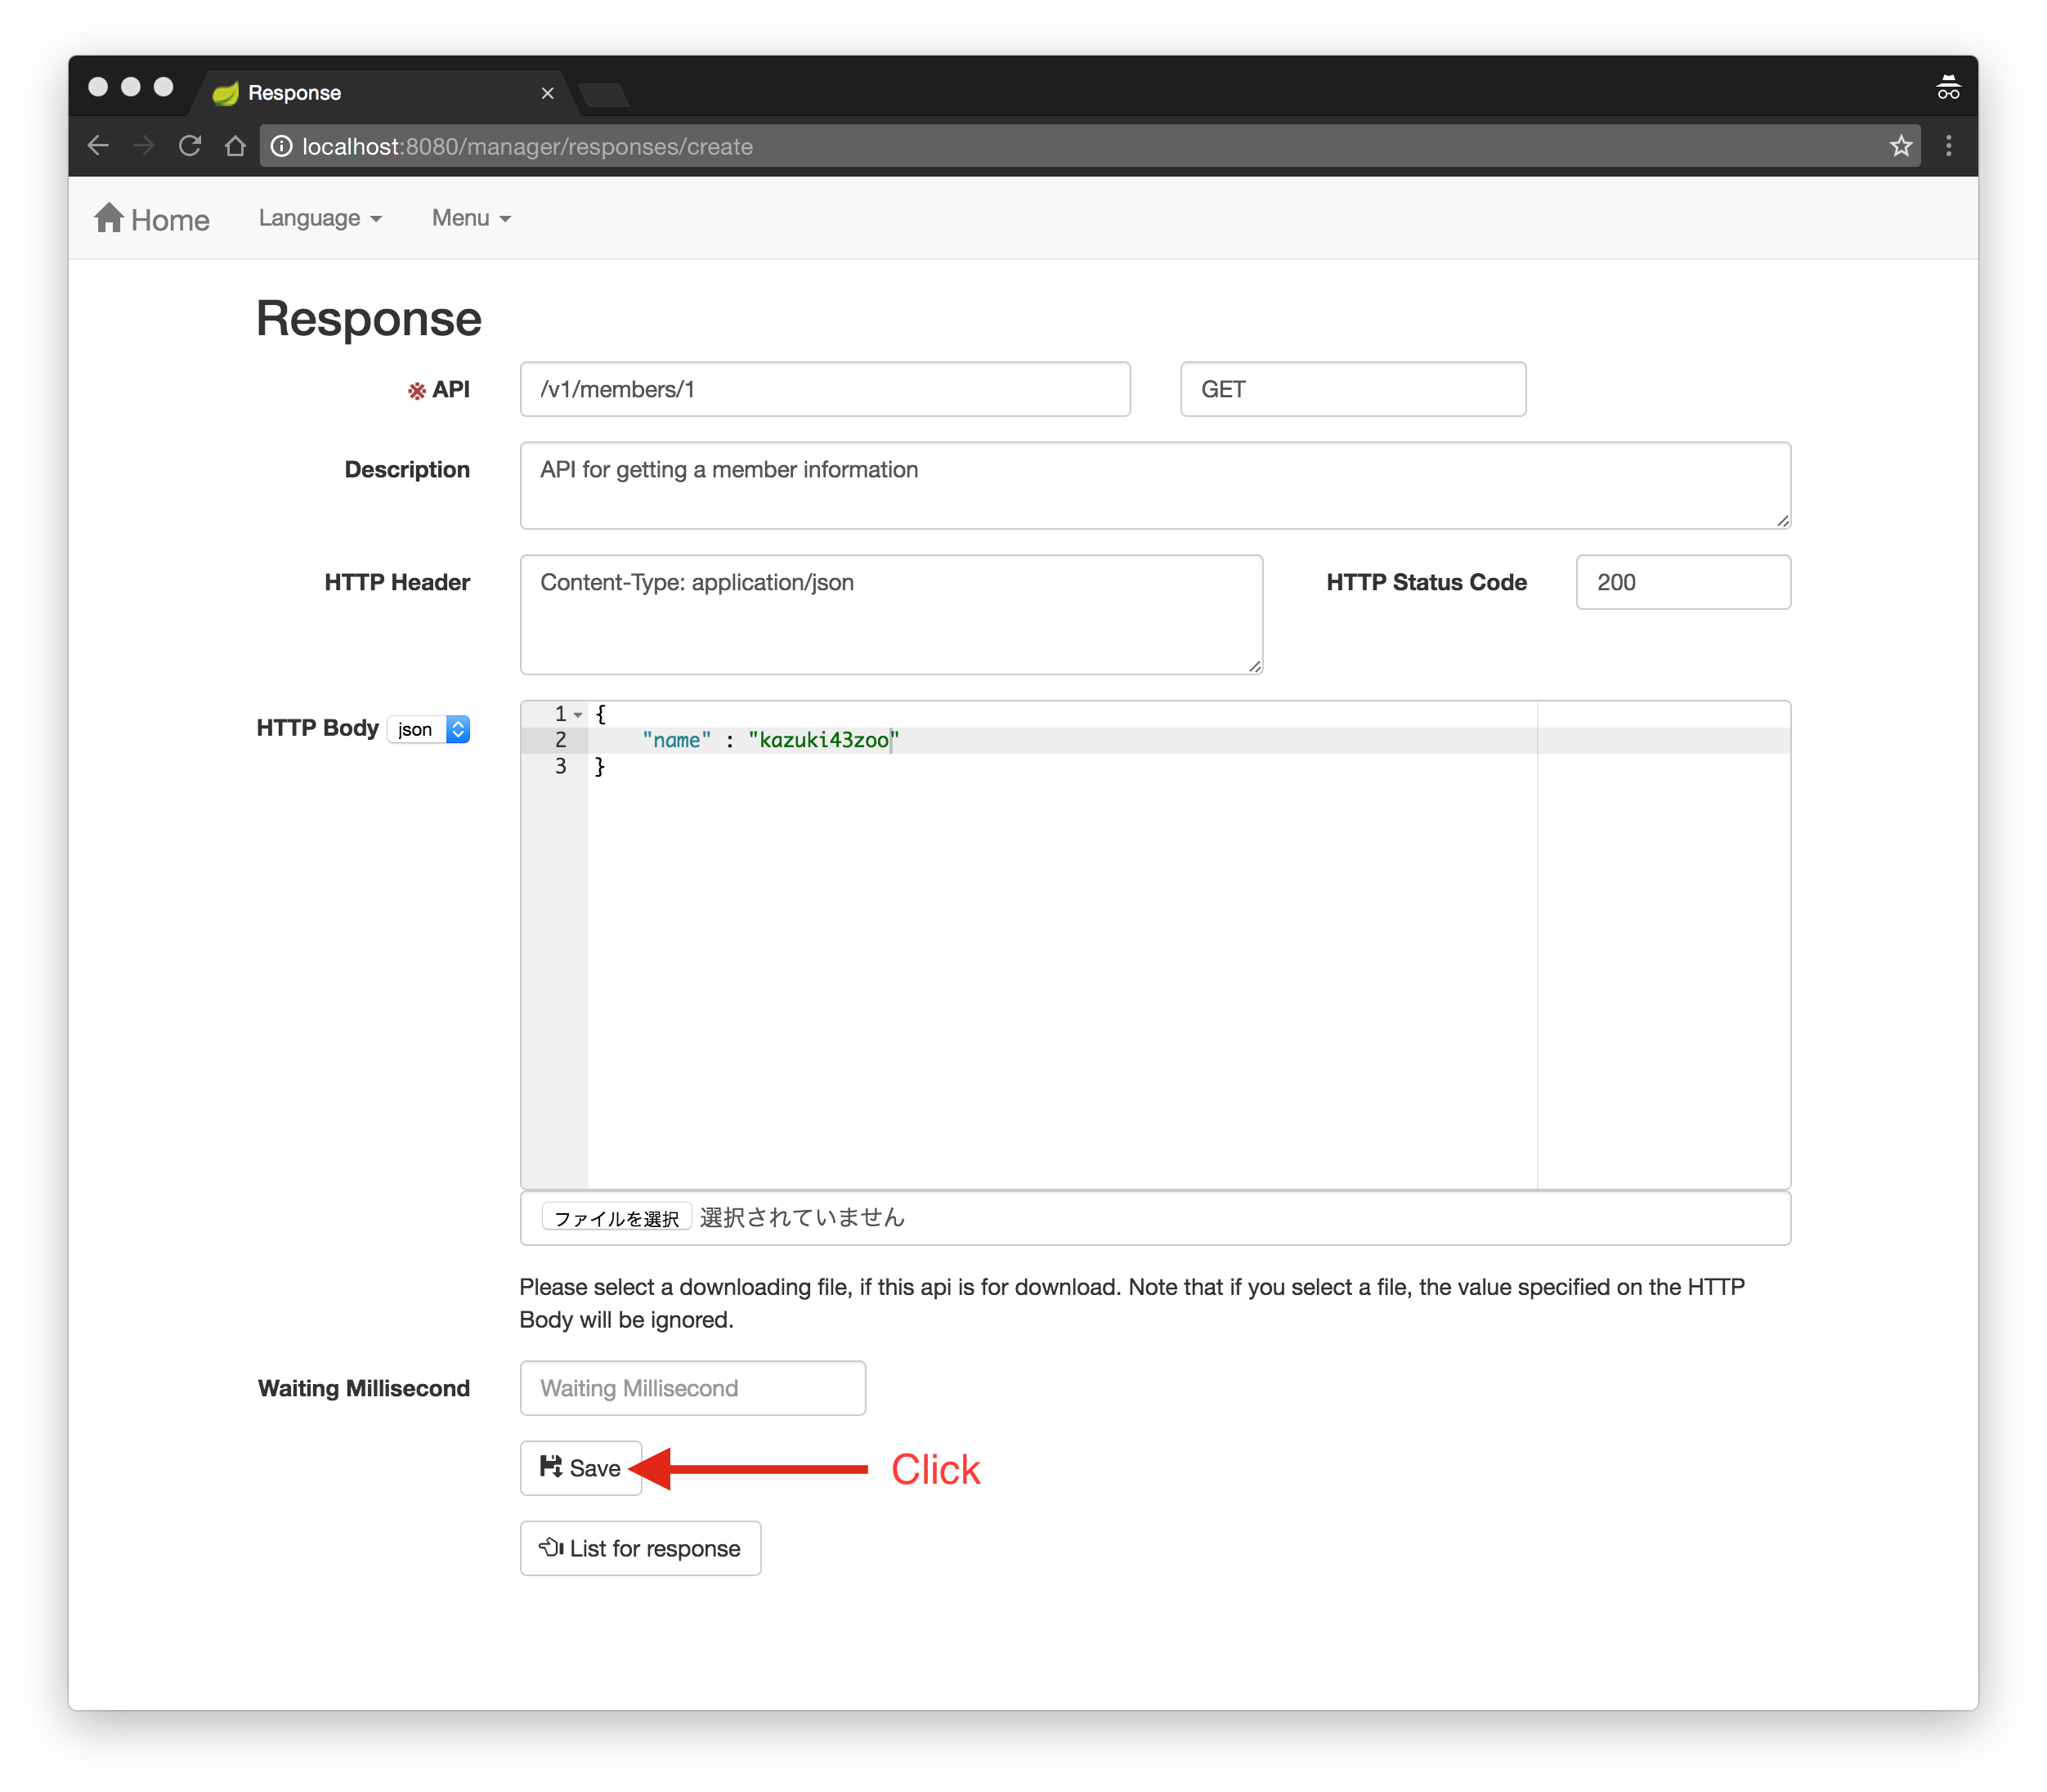 Response
localhost:8080/manager/responses/create
Home Language Menu
Response
※ API /v1/members/1 GET
Description API for getting a member information
HTTP Header Content-Type: application/json HTTP Status Code 200
HTTP Body json
1 {
2 "name" : "kazuki43zoo"
3 }
ファイルを選択 選択されていません
Please select a downloading file, if this api is for download. Note that if you select a file, the value specified on the HTTP
Body will be ignored.
Waiting Millisecond Waiting Millisecond
Save Click
List for response